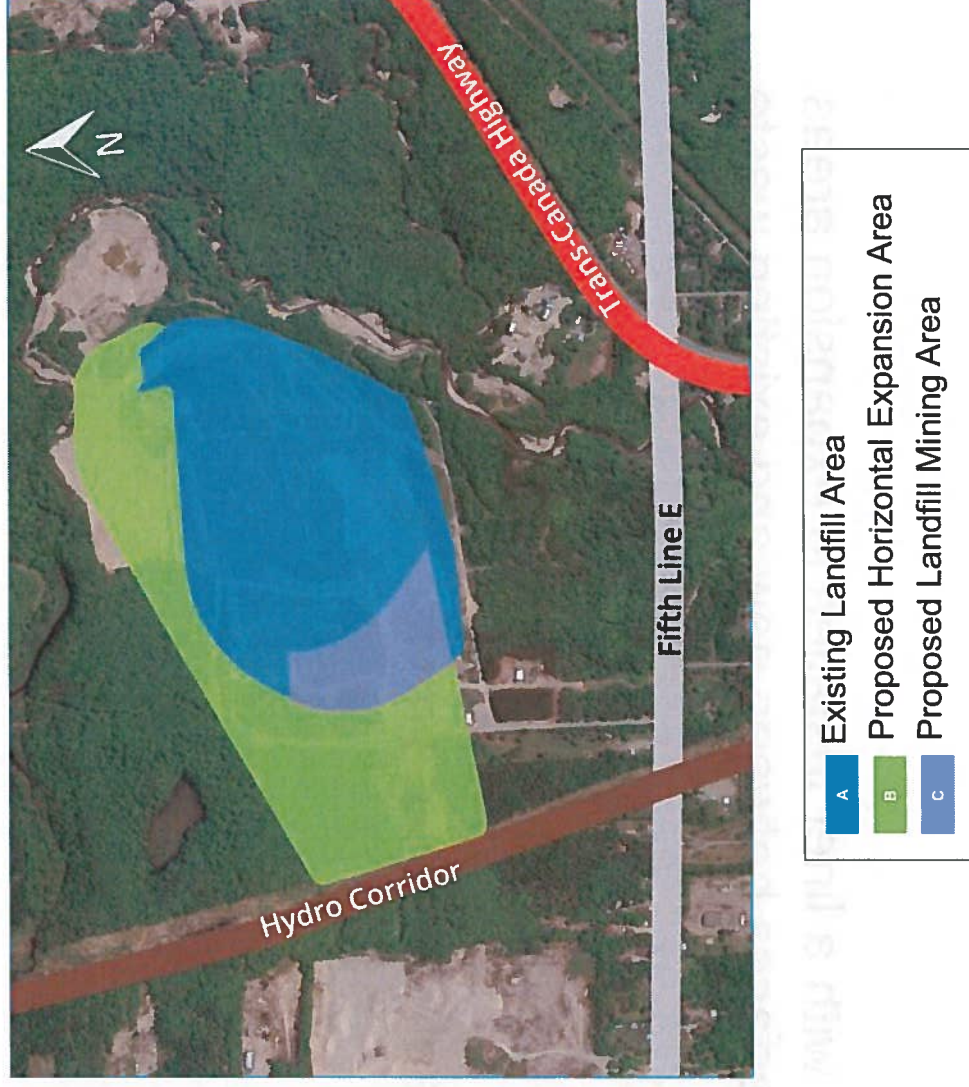 N
Trans-Canada Highway
Hydro Corridor
Fifth Line E
A Existing Landfill Area
B Proposed Horizontal Expansion Area
C Proposed Landfill Mining Area